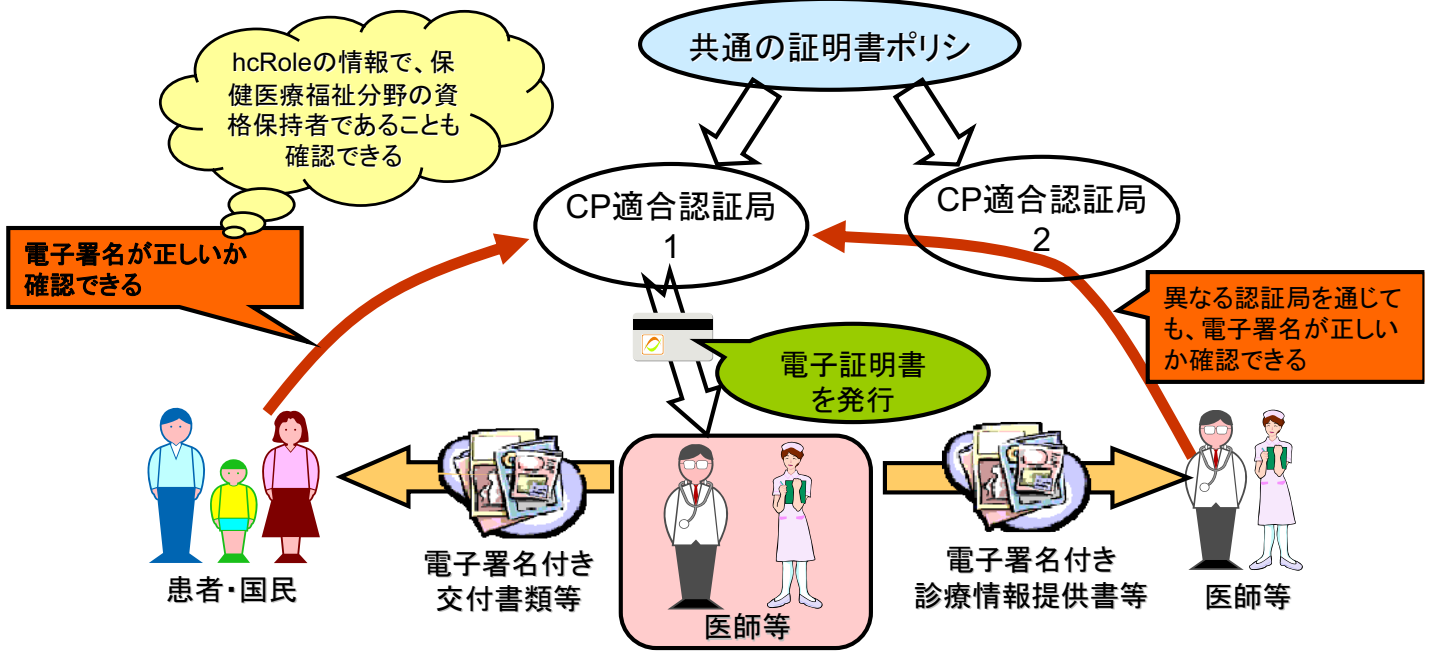 hcRoleの情報で、保
健医療福祉分野の資
格保持者であることも
確認できる
共通の証明書ポリシ
CP適合認証局
1
CP適合認証局
2
電子署名が正しいか
確認できる
異なる認証局を通じて
も、電子署名が正しい
か確認できる
電子証明書
を発行
患者・国民
電子署名付き
交付書類等
医師等
電子署名付き
診療情報提供書等
医師等